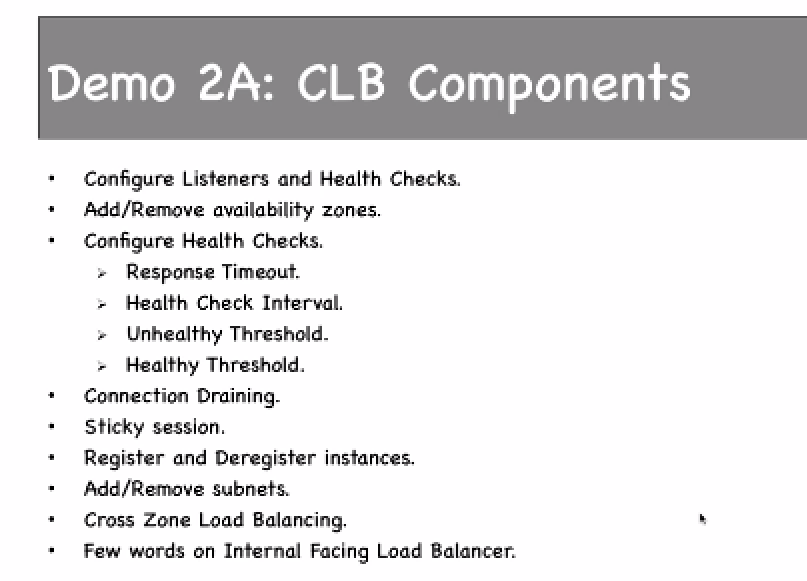 Demo 2A: CLB Components
• Configure Listeners and Health Checks.
• Add/Remove availability zones.
• Configure Health Checks.
➢ Response Timeout.
➢ Health Check Interval.
➢ Unhealthy Threshold.
➢ Healthy Threshold.
• Connection Draining.
• Sticky session.
• Register and Deregister instances.
• Add/Remove subnets.
• Cross Zone Load Balancing.
• Few words on Internal Facing Load Balancer.